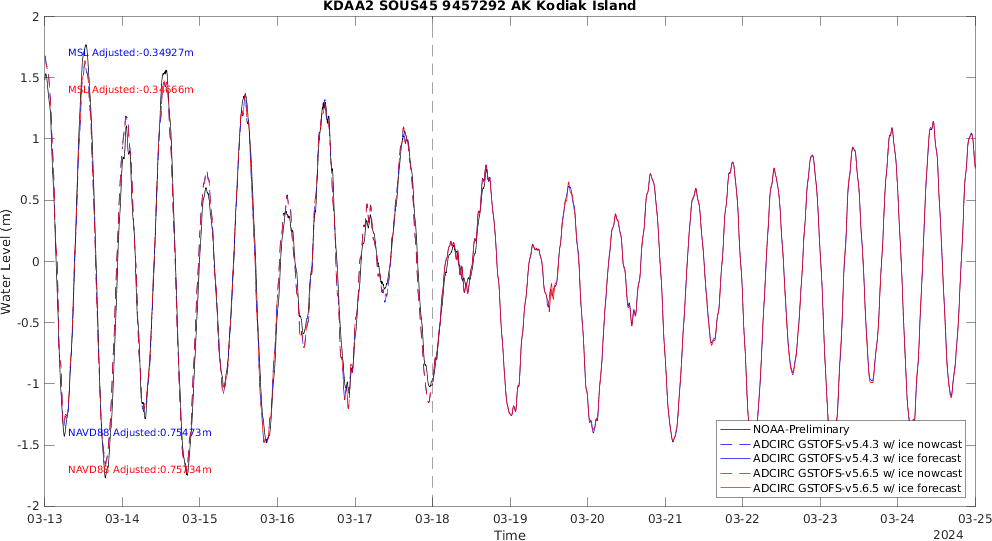 KDAA2 SOUS45 9457292 AK Kodiak Island
Water Level (m)
2
1.5
1
0.5
0
-0.5
-1
-1.5
-2
MSL Adjusted:-0.34927m
MSL Adjusted:-0.34666m
NAVD88 Adjusted:0.75473m
NAVD88 Adjusted:0.75734m
NOAA-Preliminary
ADCIRC GSTOFS-v5.4.3 w/ ice nowcast
ADCIRC GSTOFS-v5.4.3 w/ ice forecast
ADCIRC GSTOFS-v5.6.5 w/ ice nowcast
ADCIRC GSTOFS-v5.6.5 w/ ice forecast
03-13 03-14 03-15 03-16 03-17 03-18 03-19 03-20 03-21 03-22 03-23 03-24 03-25
Time
2024